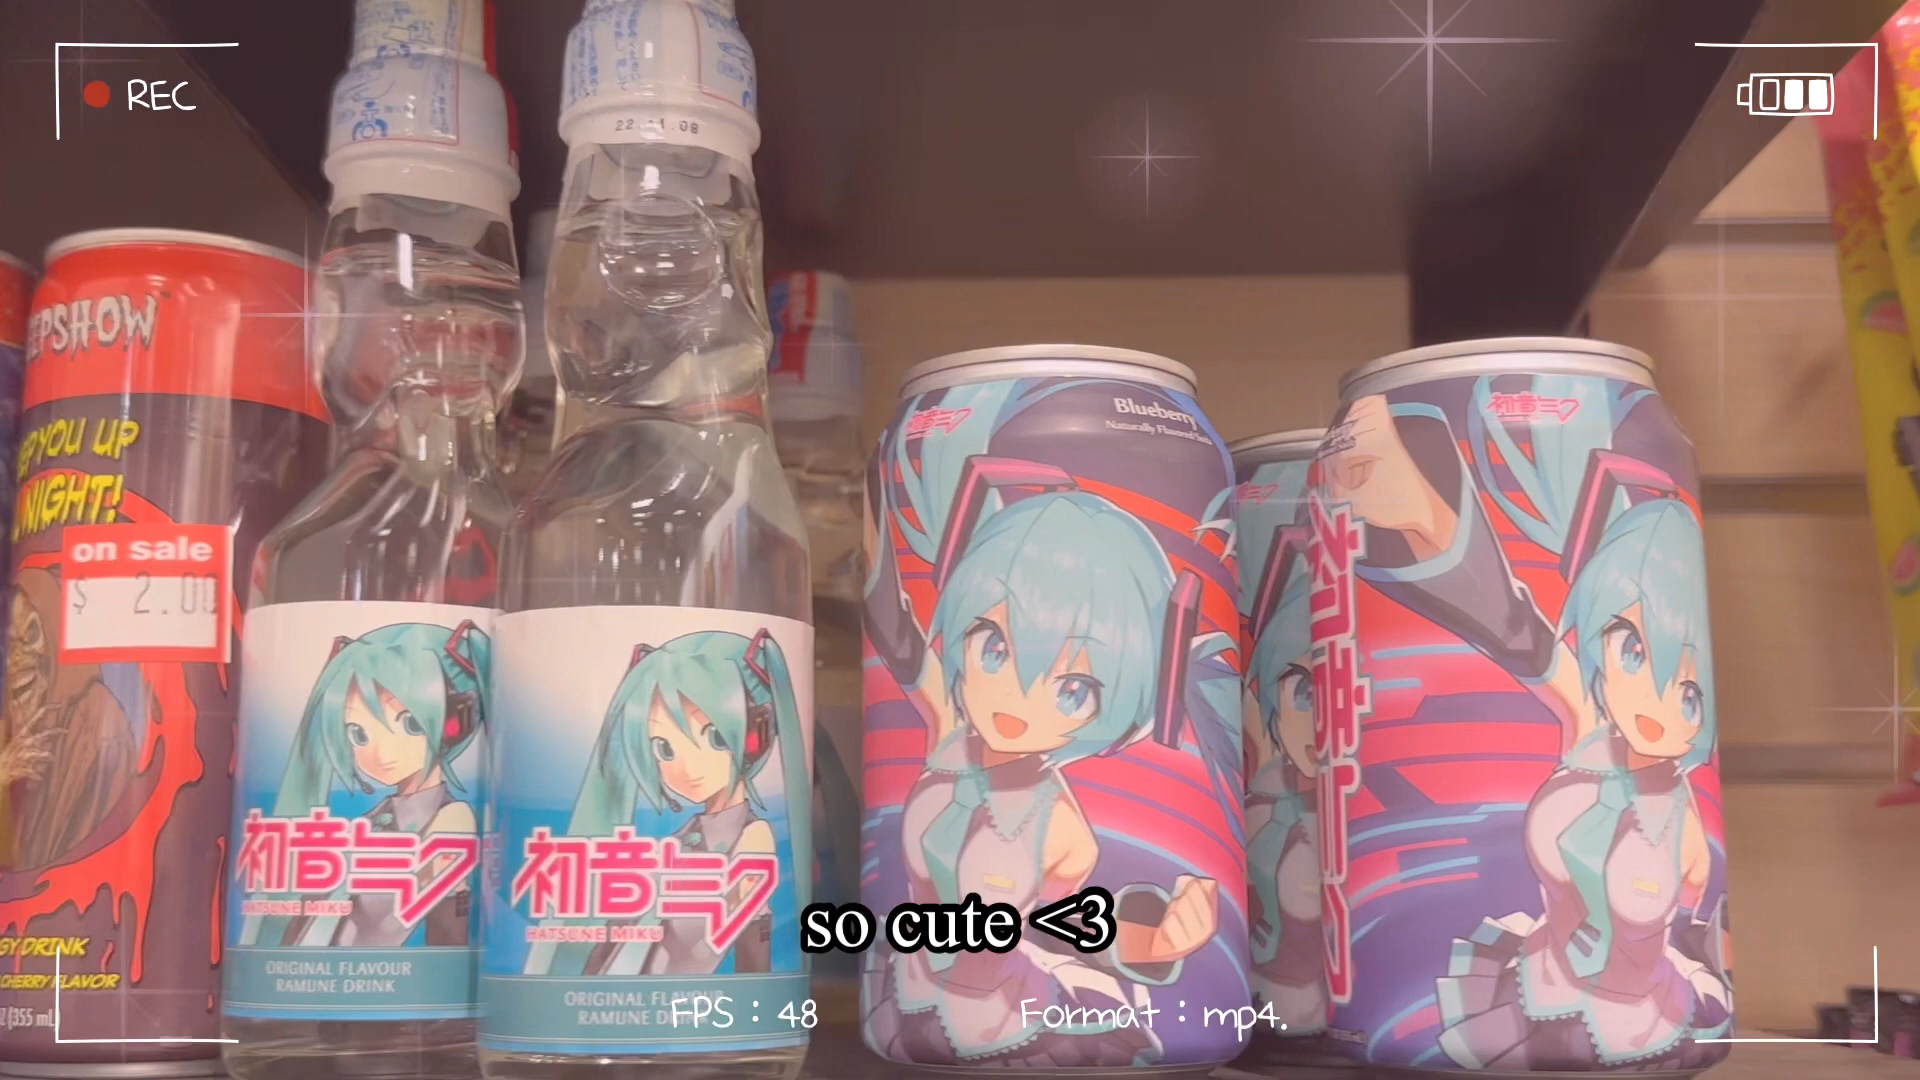 REC
EPSHOW
P YOU UP
NIGHT!
on sale
$ 2.00
GY DRINK
CHERRY FLAVOR
(355 mL)
初音ミク
HATSUNE MIKU
ORIGINAL FLAVOUR
RAMUNE DRINK
初音ミク
HATSUNE MIKU
ORIGINAL FLAVOUR
RAMUNE DRINK
初音ミク
Blueberry
Naturally Flavored Soda
初音ミク
初音ミク
so cute <3
FPS : 48
Format : mp4.